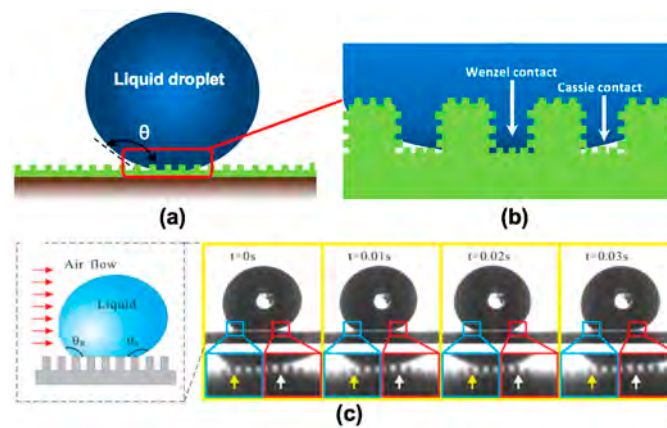 Liquid droplet
θ
(a)
Wenzel contact
Cassie contact
(b)
Air flow
Liquid
θR
θA
t=0s
t=0.01s
t=0.02s
t=0.03s
(c)